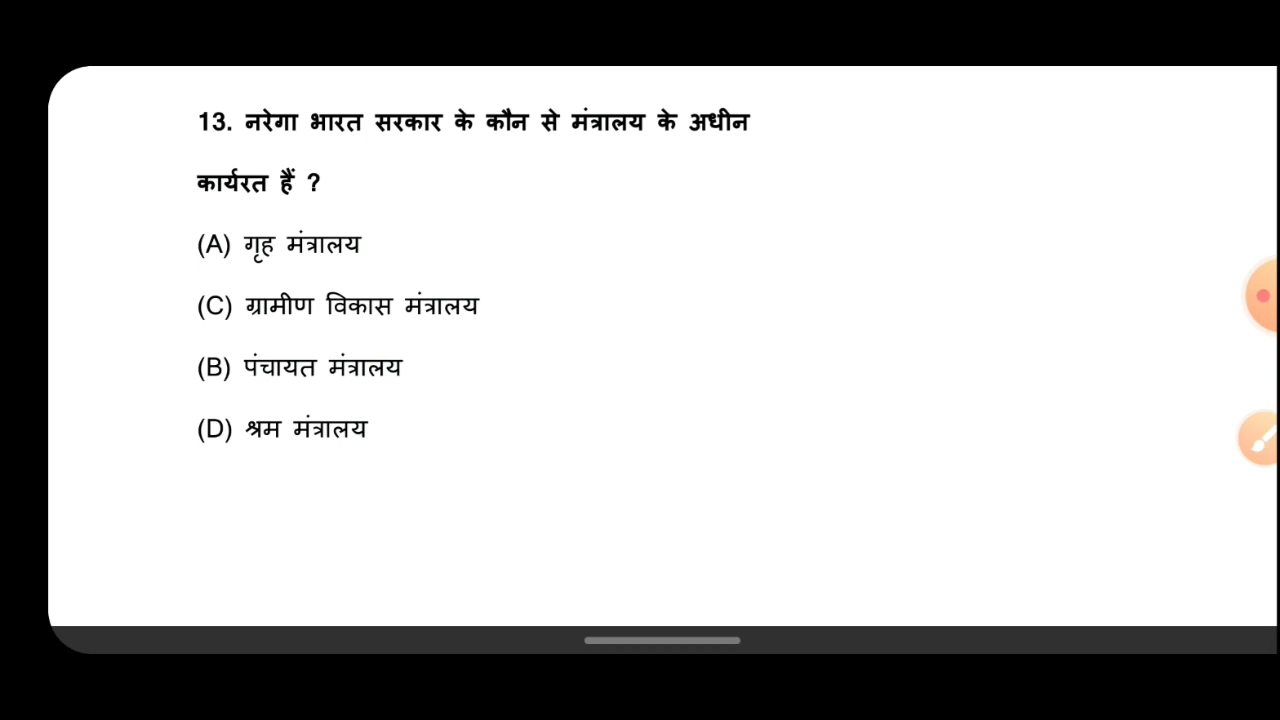 13. नरेगा भारत सरकार के कौन से मंत्रालय के अधीन
कार्यरत हैं ?
(A) गृह मंत्रालय
(C) ग्रामीण विकास मंत्रालय
(B) पंचायत मंत्रालय
(D) श्रम मंत्रालय